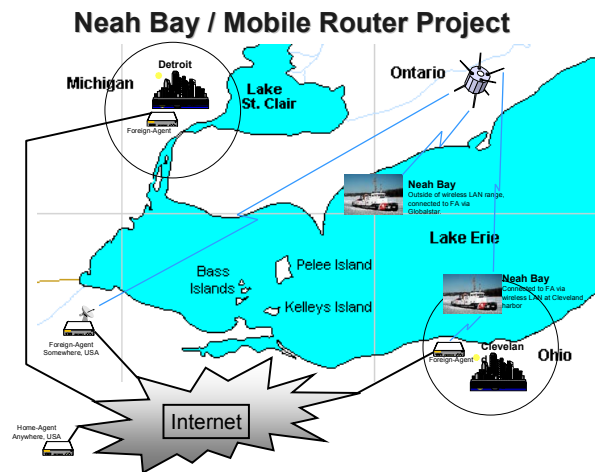 Neah Bay / Mobile Router Project
Detroit
Michigan
Foreign-Agent
Lake
St. Clair
Ontario
Neah Bay
Outside of wireless LAN range,
connected to FA via
Globalstar.
Lake Erie
Neah Bay
Connected to FA via
wireless LAN at Cleveland
harbor
Bass
Islands
Pelee Island
Kelleys Island
Foreign-Agent
Somewhere, USA
Foreign-Agent
Clevelan
Ohio
Internet
Home-Agent
Anywhere, USA